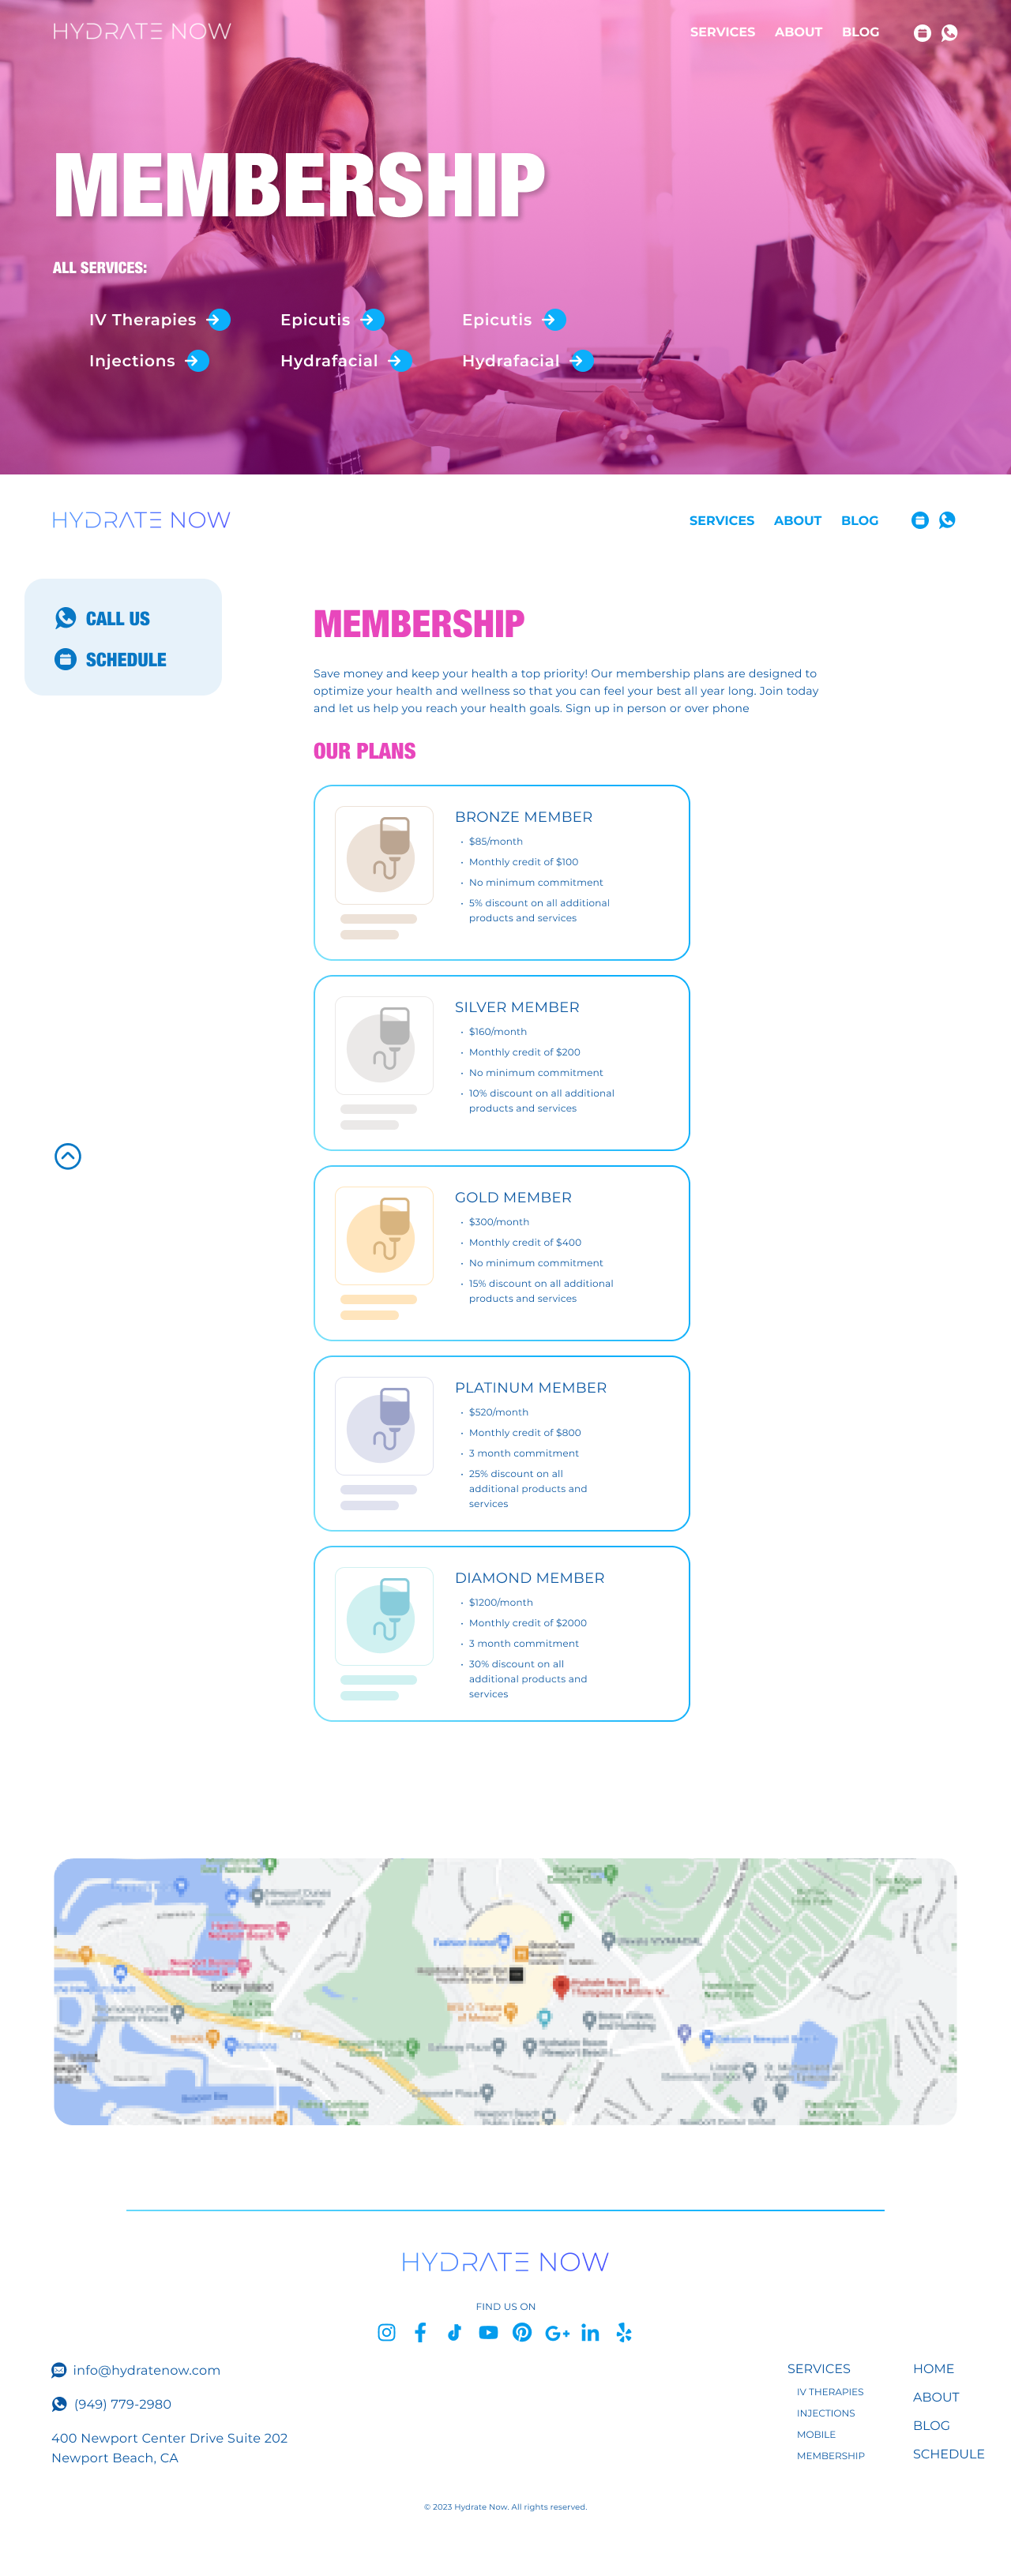 HYDRATE NOW
SERVICES ABOUT BLOG
MEMBERSHIP
ALL SERVICES:
IV Therapies Epicutis Epicutis
Injections Hydrafacial Hydrafacial
HYDRATE NOW
SERVICES ABOUT BLOG
CALL US
SCHEDULE
MEMBERSHIP
Save money and keep your health a top priority! Our membership plans are designed to
optimize your health and wellness so that you can feel your best all year long. Join today
and let us help you reach your health goals. Sign up in person or over phone
OUR PLANS
BRONZE MEMBER
• $85/month
• Monthly credit of $100
• No minimum commitment
• 5% discount on all additional
products and services
SILVER MEMBER
• $160/month
• Monthly credit of $200
• No minimum commitment
• 10% discount on all additional
products and services
GOLD MEMBER
• $300/month
• Monthly credit of $400
• No minimum commitment
• 15% discount on all additional
products and services
PLATINUM MEMBER
• $520/month
• Monthly credit of $800
• 3 month commitment
• 25% discount on all
additional products and
services
DIAMOND MEMBER
• $1200/month
• Monthly credit of $2000
• 3 month commitment
• 30% discount on all
additional products and
services
Fashion Island
HYDRATE NOW
FIND US ON
info@hydratenow.com
(949) 779-2980
400 Newport Center Drive Suite 202
Newport Beach, CA
SERVICES
IV THERAPIES
INJECTIONS
MOBILE
MEMBERSHIP
HOME
ABOUT
BLOG
SCHEDULE
© 2023 Hydrate Now. All rights reserved.